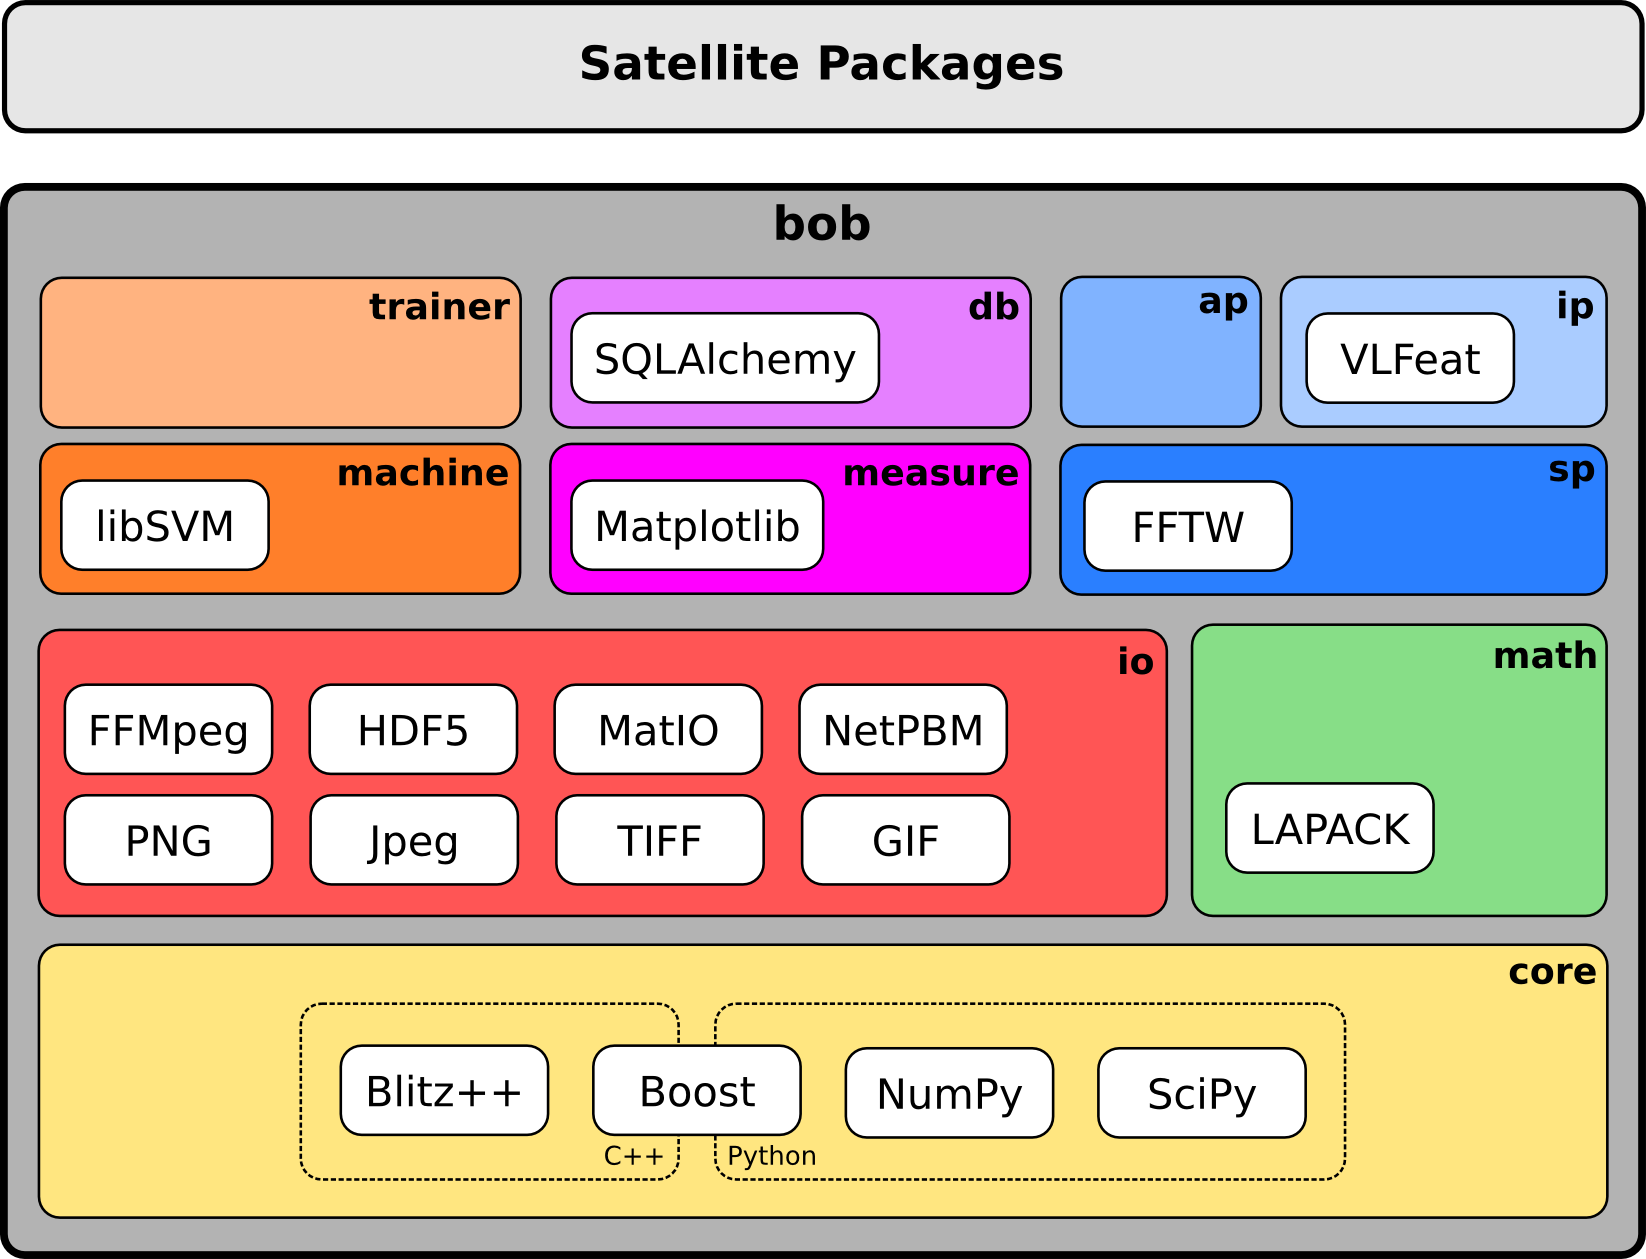 Satellite Packages
bob
trainer
db
SQLAlchemy
ap
ip
VLFeat
machine
libSVM
measure
Matplotlib
sp
FFTW
io
FFMpeg
HDF5
MatIO
NetPBM
PNG
Jpeg
TIFF
GIF
math
LAPACK
core
Blitz++
Boost
NumPy
SciPy
C++
Python